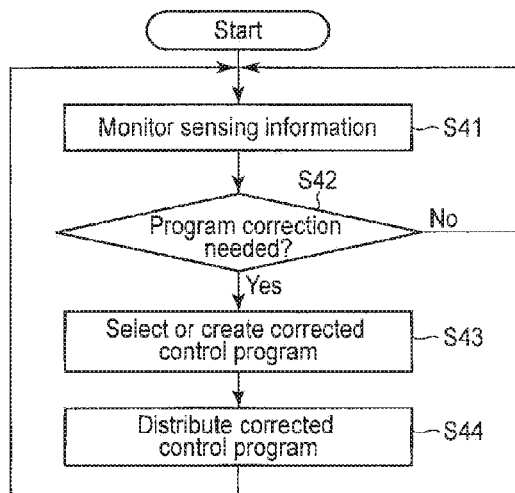 Start
Monitor sensing information
S41
S42
Program correction
needed?
No
Yes
Select or create corrected
control program
S43
Distribute corrected
control program
S44